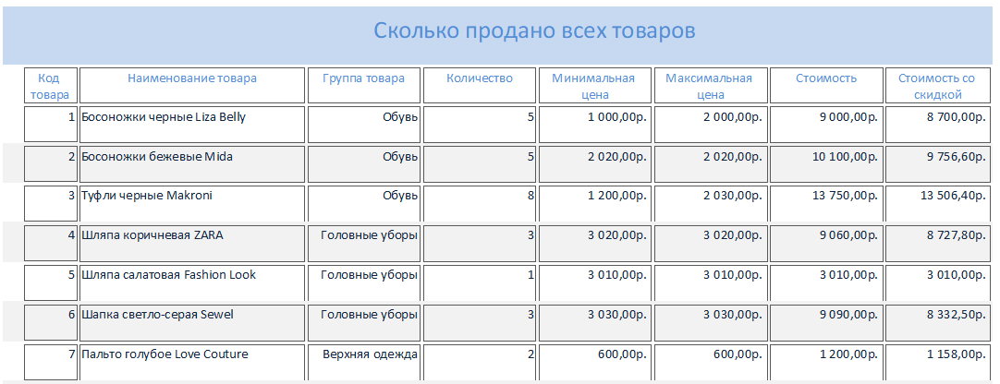 Сколько продано всех товаров
Код товара Наименование товара Группа товара Количество Минимальная цена Максимальная цена Стоимость Стоимость со скидкой
1 Босоножки черные Liza Belly Обувь 5 1 000,00р. 2 000,00р. 9 000,00р. 8 700,00р.
2 Босоножки бежевые Mida Обувь 5 2 020,00р. 2 020,00р. 10 100,00р. 9 756,60р.
3 Туфли черные Makroni Обувь 8 1 200,00р. 2 030,00р. 13 750,00р. 13 506,40р.
4 Шляпа коричневая ZARA Головные уборы 3 3 020,00р. 3 020,00р. 9 060,00р. 8 727,80р.
5 Шляпа салатовая Fashion Look Головные уборы 1 3 010,00р. 3 010,00р. 3 010,00р. 3 010,00р.
6 Шапка светло-серая Sewel Головные уборы 3 3 030,00р. 3 030,00р. 9 090,00р. 8 332,50р.
7 Пальто голубое Love Couture Верхняя одежда 2 600,00р. 600,00р. 1 200,00р. 1 158,00р.